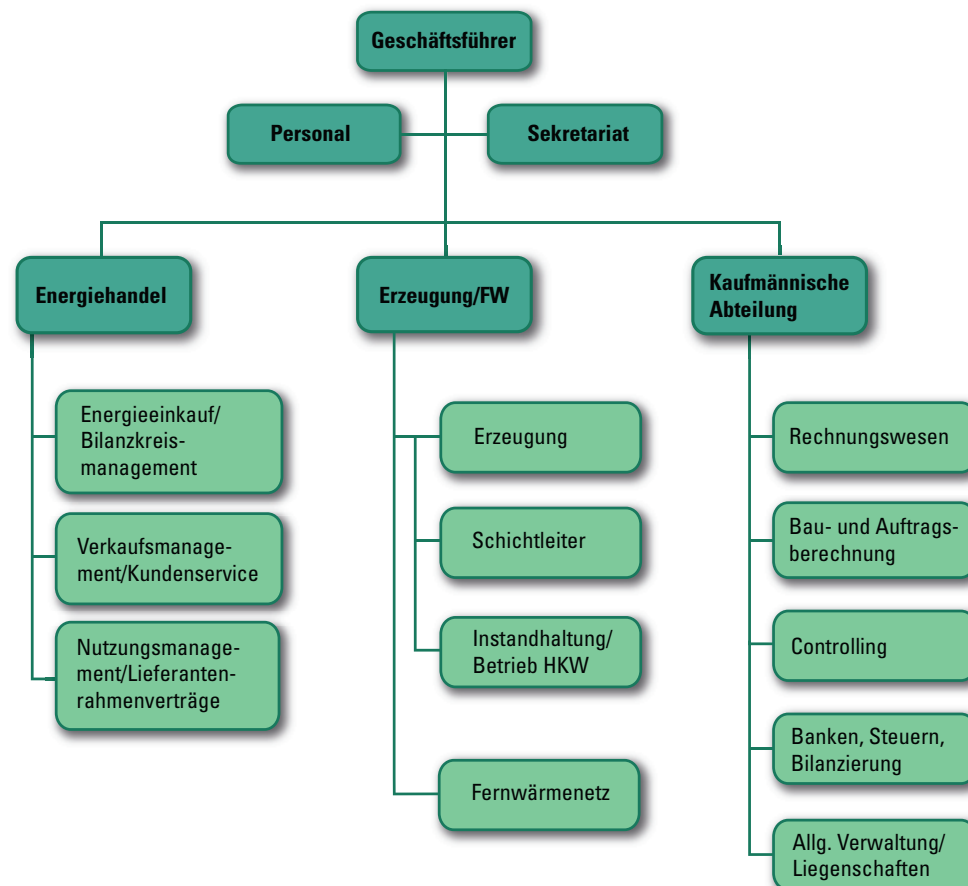 Geschäftsführer
Personal
Sekretariat
Energiehandel
Erzeugung/FW
Kaufmännische
Abteilung
Energieeinkauf/
Bilanzkreis-
management
Verkaufsmanage-
ment/Kundenservice
Nutzungsmanage-
ment/Lieferanten-
rahmenverträge
Erzeugung
Schichtleiter
Instandhaltung/
Betrieb HKW
Fernwärmenetz
Rechnungswesen
Bau- und Auftrags-
berechnung
Controlling
Banken, Steuern,
Bilanzierung
Allg. Verwaltung/
Liegenschaften